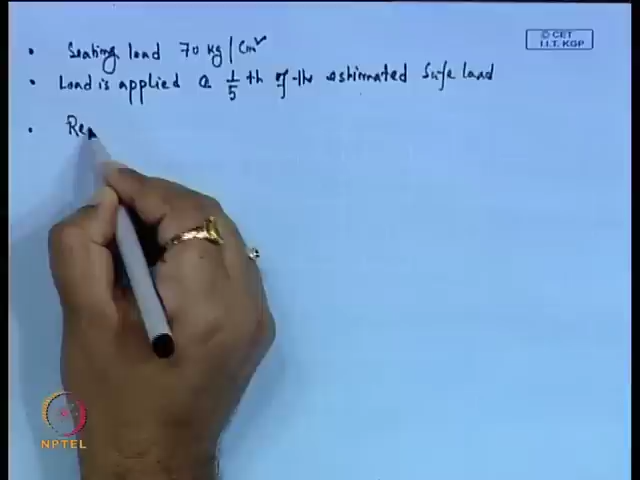 © CET
I.I.T. KGP
• Seating load 70 kg/cm²
• Load is applied @ 1/5 th of the estimated Safe load
• Re
NPTEL